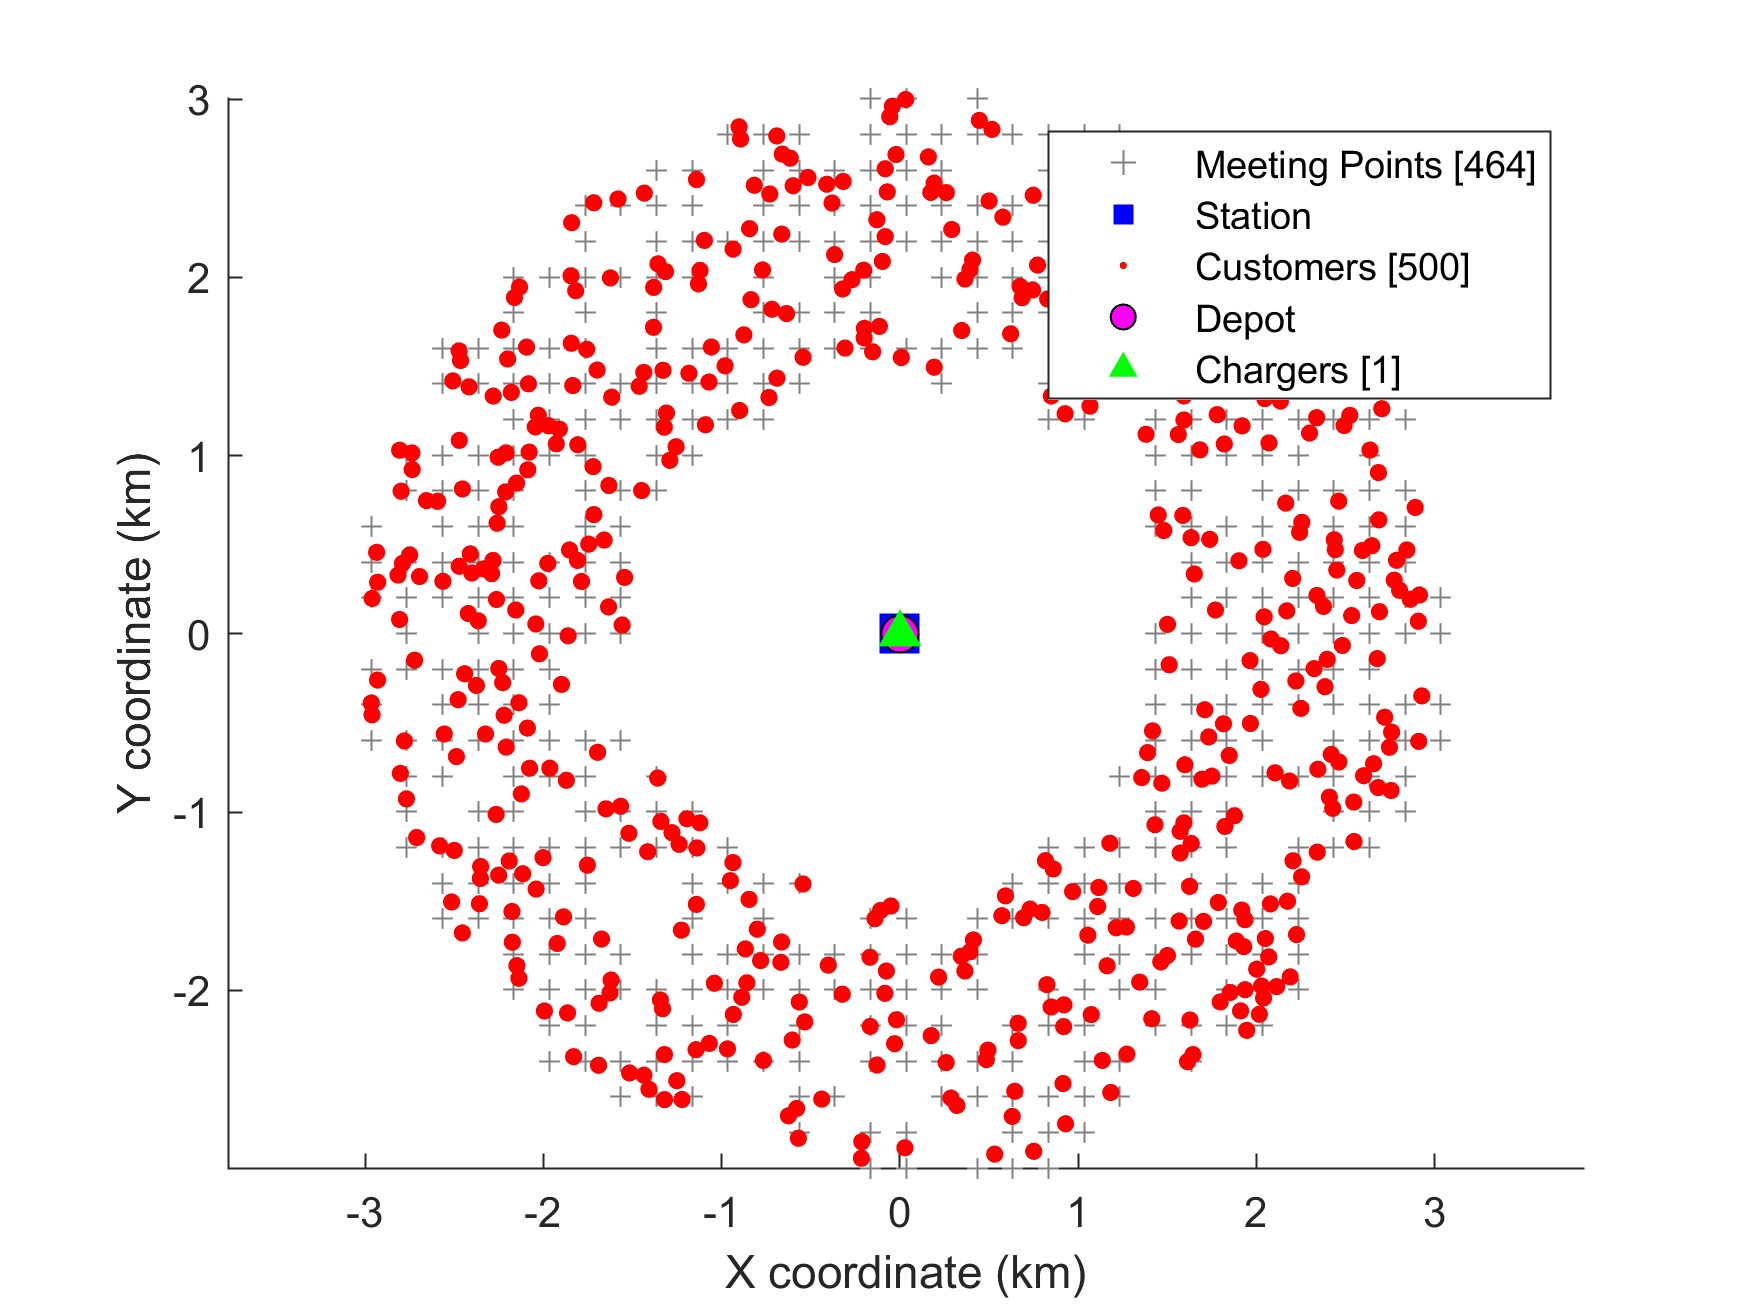 3
2
1
0
-1
-2
Y coordinate (km)
Meeting Points [464]
Station
Customers [500]
Depot
Chargers [1]
-3 -2 -1 0 1 2 3
X coordinate (km)